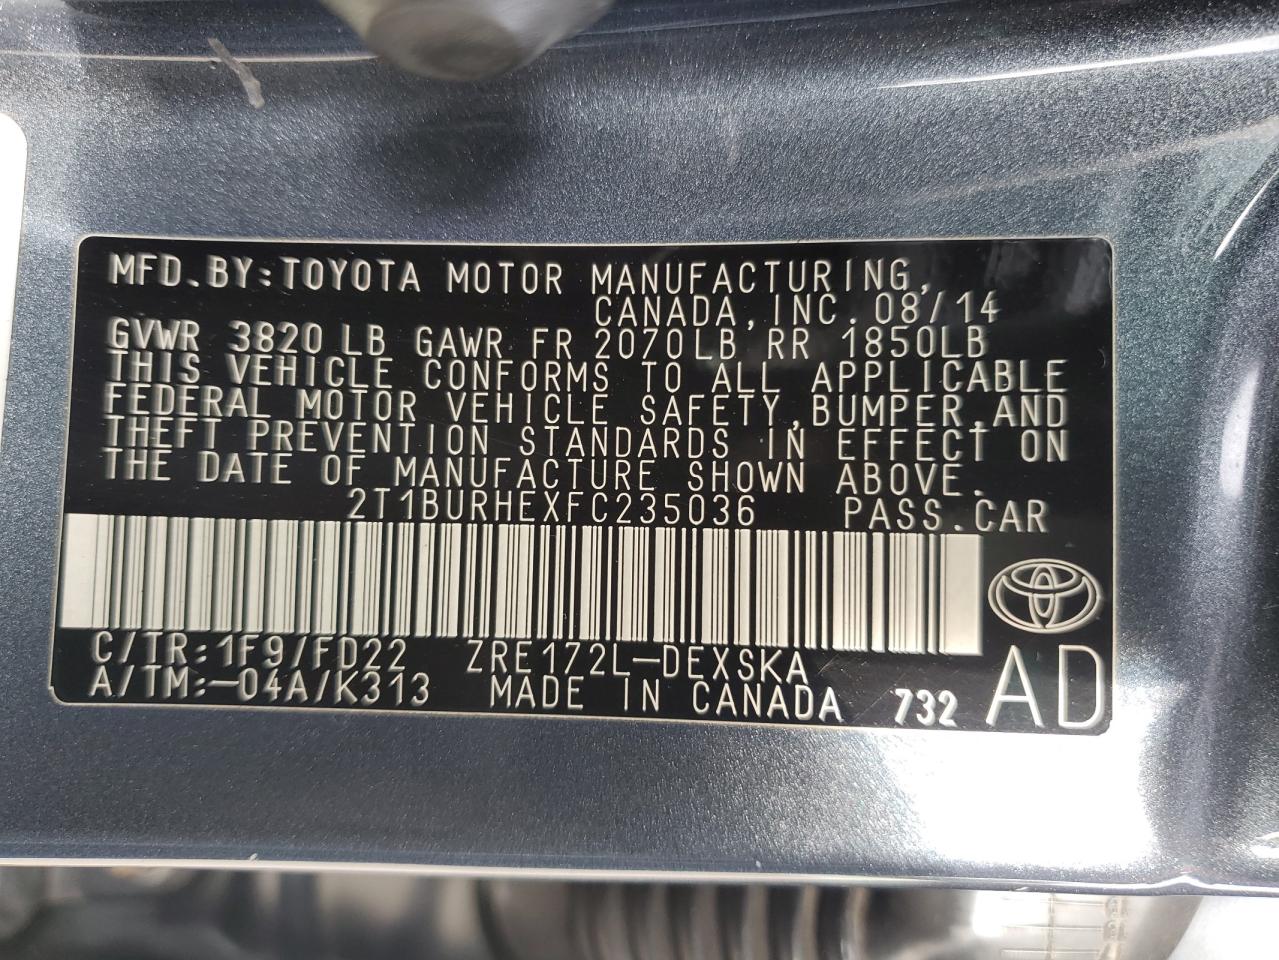 MFD.BY:TOYOTA MOTOR MANUFACTURING,
CANADA,INC. 08/14
GVWR 3820 LB GAWR FR 2070LB RR 1850LB
THIS VEHICLE CONFORMS TO ALL APPLICABLE
FEDERAL MOTOR VEHICLE SAFETY,BUMPER,AND
THEFT PREVENTION STANDARDS IN EFFECT ON
THE DATE OF MANUFACTURE SHOWN ABOVE.
2T1BURHEXFC235036 PASS.CAR
C/TR:1F9/FD22 ZRE172L-DEXSKA
A/TM:-04A/K313 MADE IN CANADA 732 AD